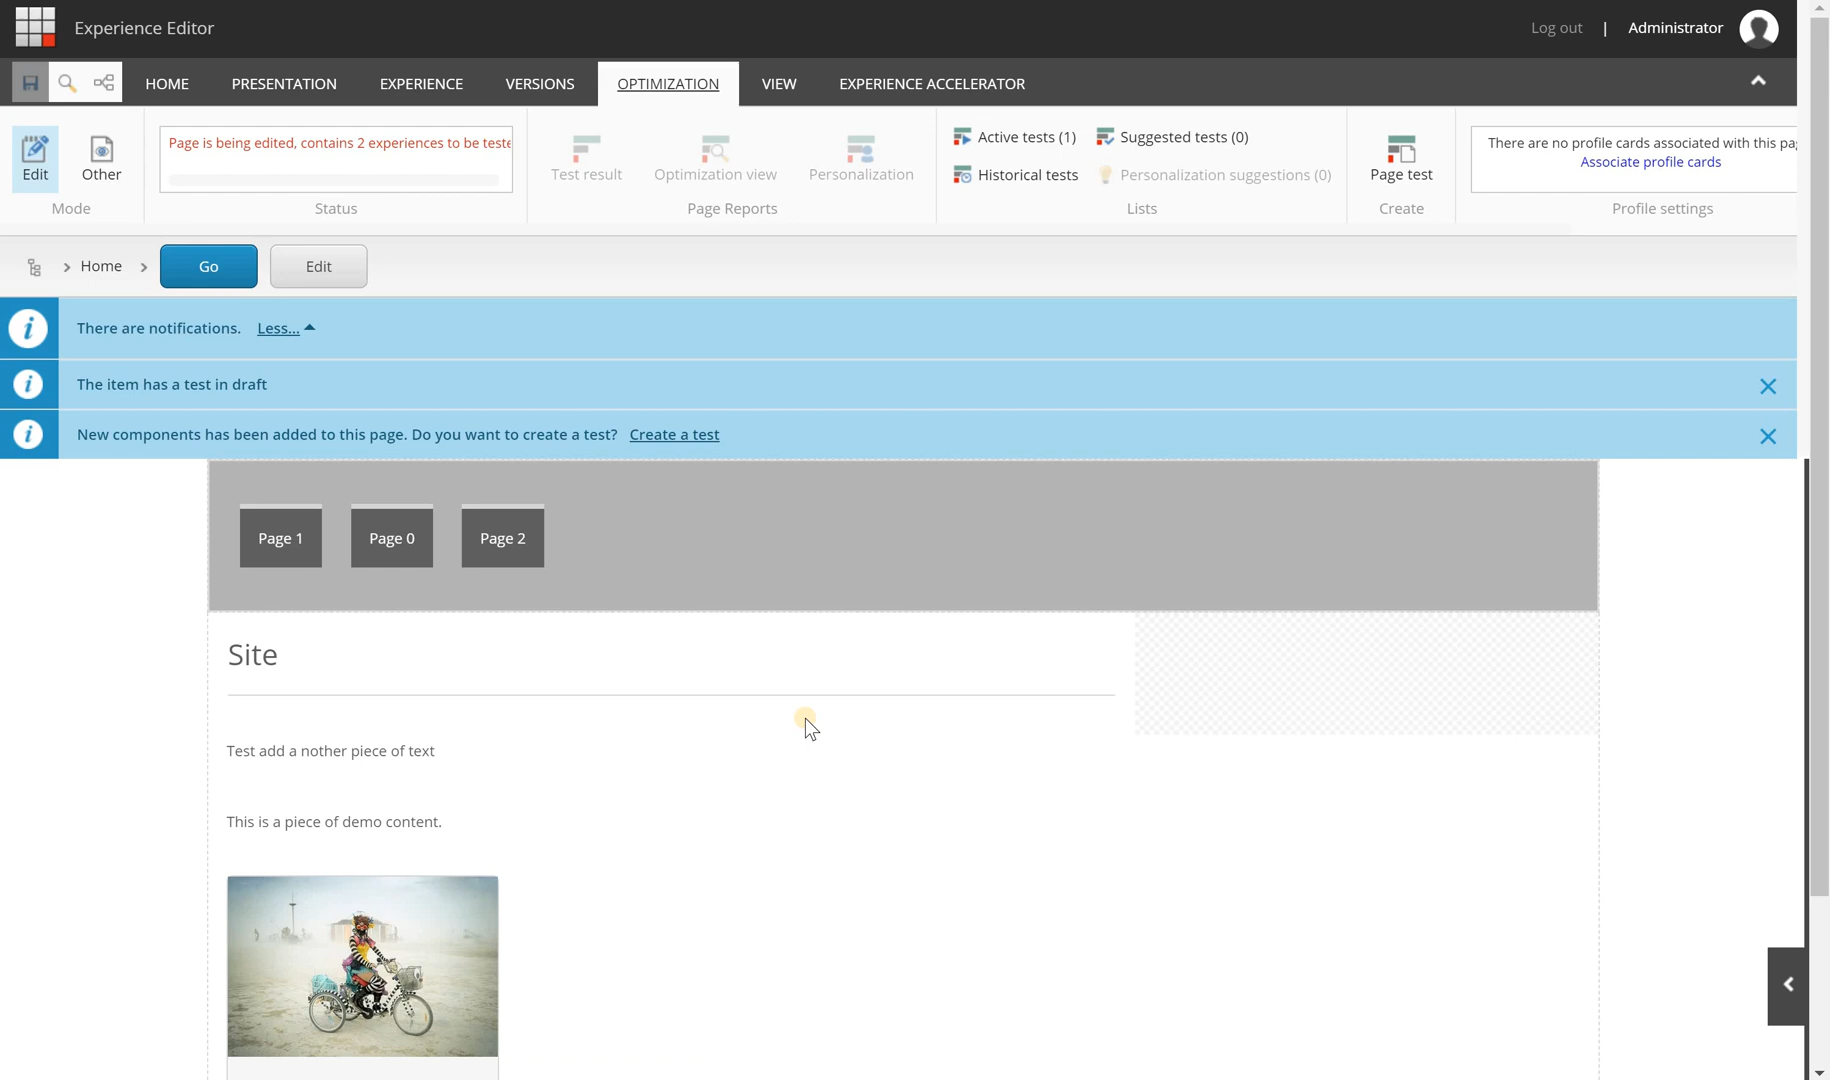 Experience Editor
Log out | Administrator
HOME PRESENTATION EXPERIENCE VERSIONS OPTIMIZATION VIEW EXPERIENCE ACCELERATOR
Page is being edited, contains 2 experiences to be teste
Edit Other
Mode
Status
Test result Optimization view Personalization
Page Reports
Active tests (1) Suggested tests (0)
Historical tests Personalization suggestions (0)
Lists
Page test
Create
There are no profile cards associated with this pa
Associate profile cards
Profile settings
Home Go Edit
There are notifications. Less...
The item has a test in draft
New components has been added to this page. Do you want to create a test? Create a test
Page 1 Page 0 Page 2
Site
Test add a nother piece of text
This is a piece of demo content.